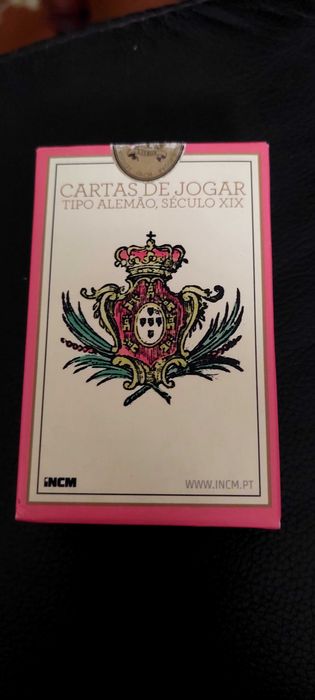 CARTAS DE JOGAR
TIPO ALEMÃO, SÉCULO XIX
iNCM
WWW.INCM.PT